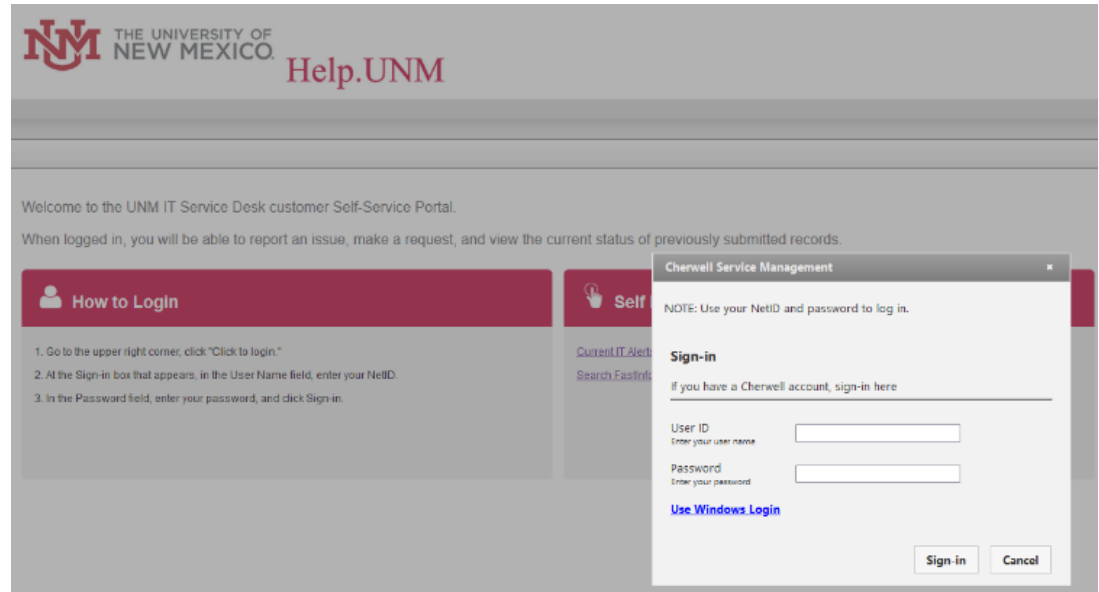 THE UNIVERSITY OF
NEW MEXICO.
Help.UNM
Welcome to the UNM IT Service Desk customer Self-Service Portal.
When logged in, you will be able to report an issue, make a request, and view the current status of previously submitted records.
How to Login
1. Go to the upper right corner, click "Click to login."
2. At the Sign-in box that appears, in the User Name field, enter your NetID.
3. In the Password field, enter your password, and click Sign-in.
Self
Current IT Alerts
Search FastInfo
Cherwell Service Management
NOTE: Use your NetID and password to log in.
Sign-in
If you have a Cherwell account, sign-in here
User ID
Enter your user name
Password
Enter your password
Use Windows Login
Sign-in Cancel